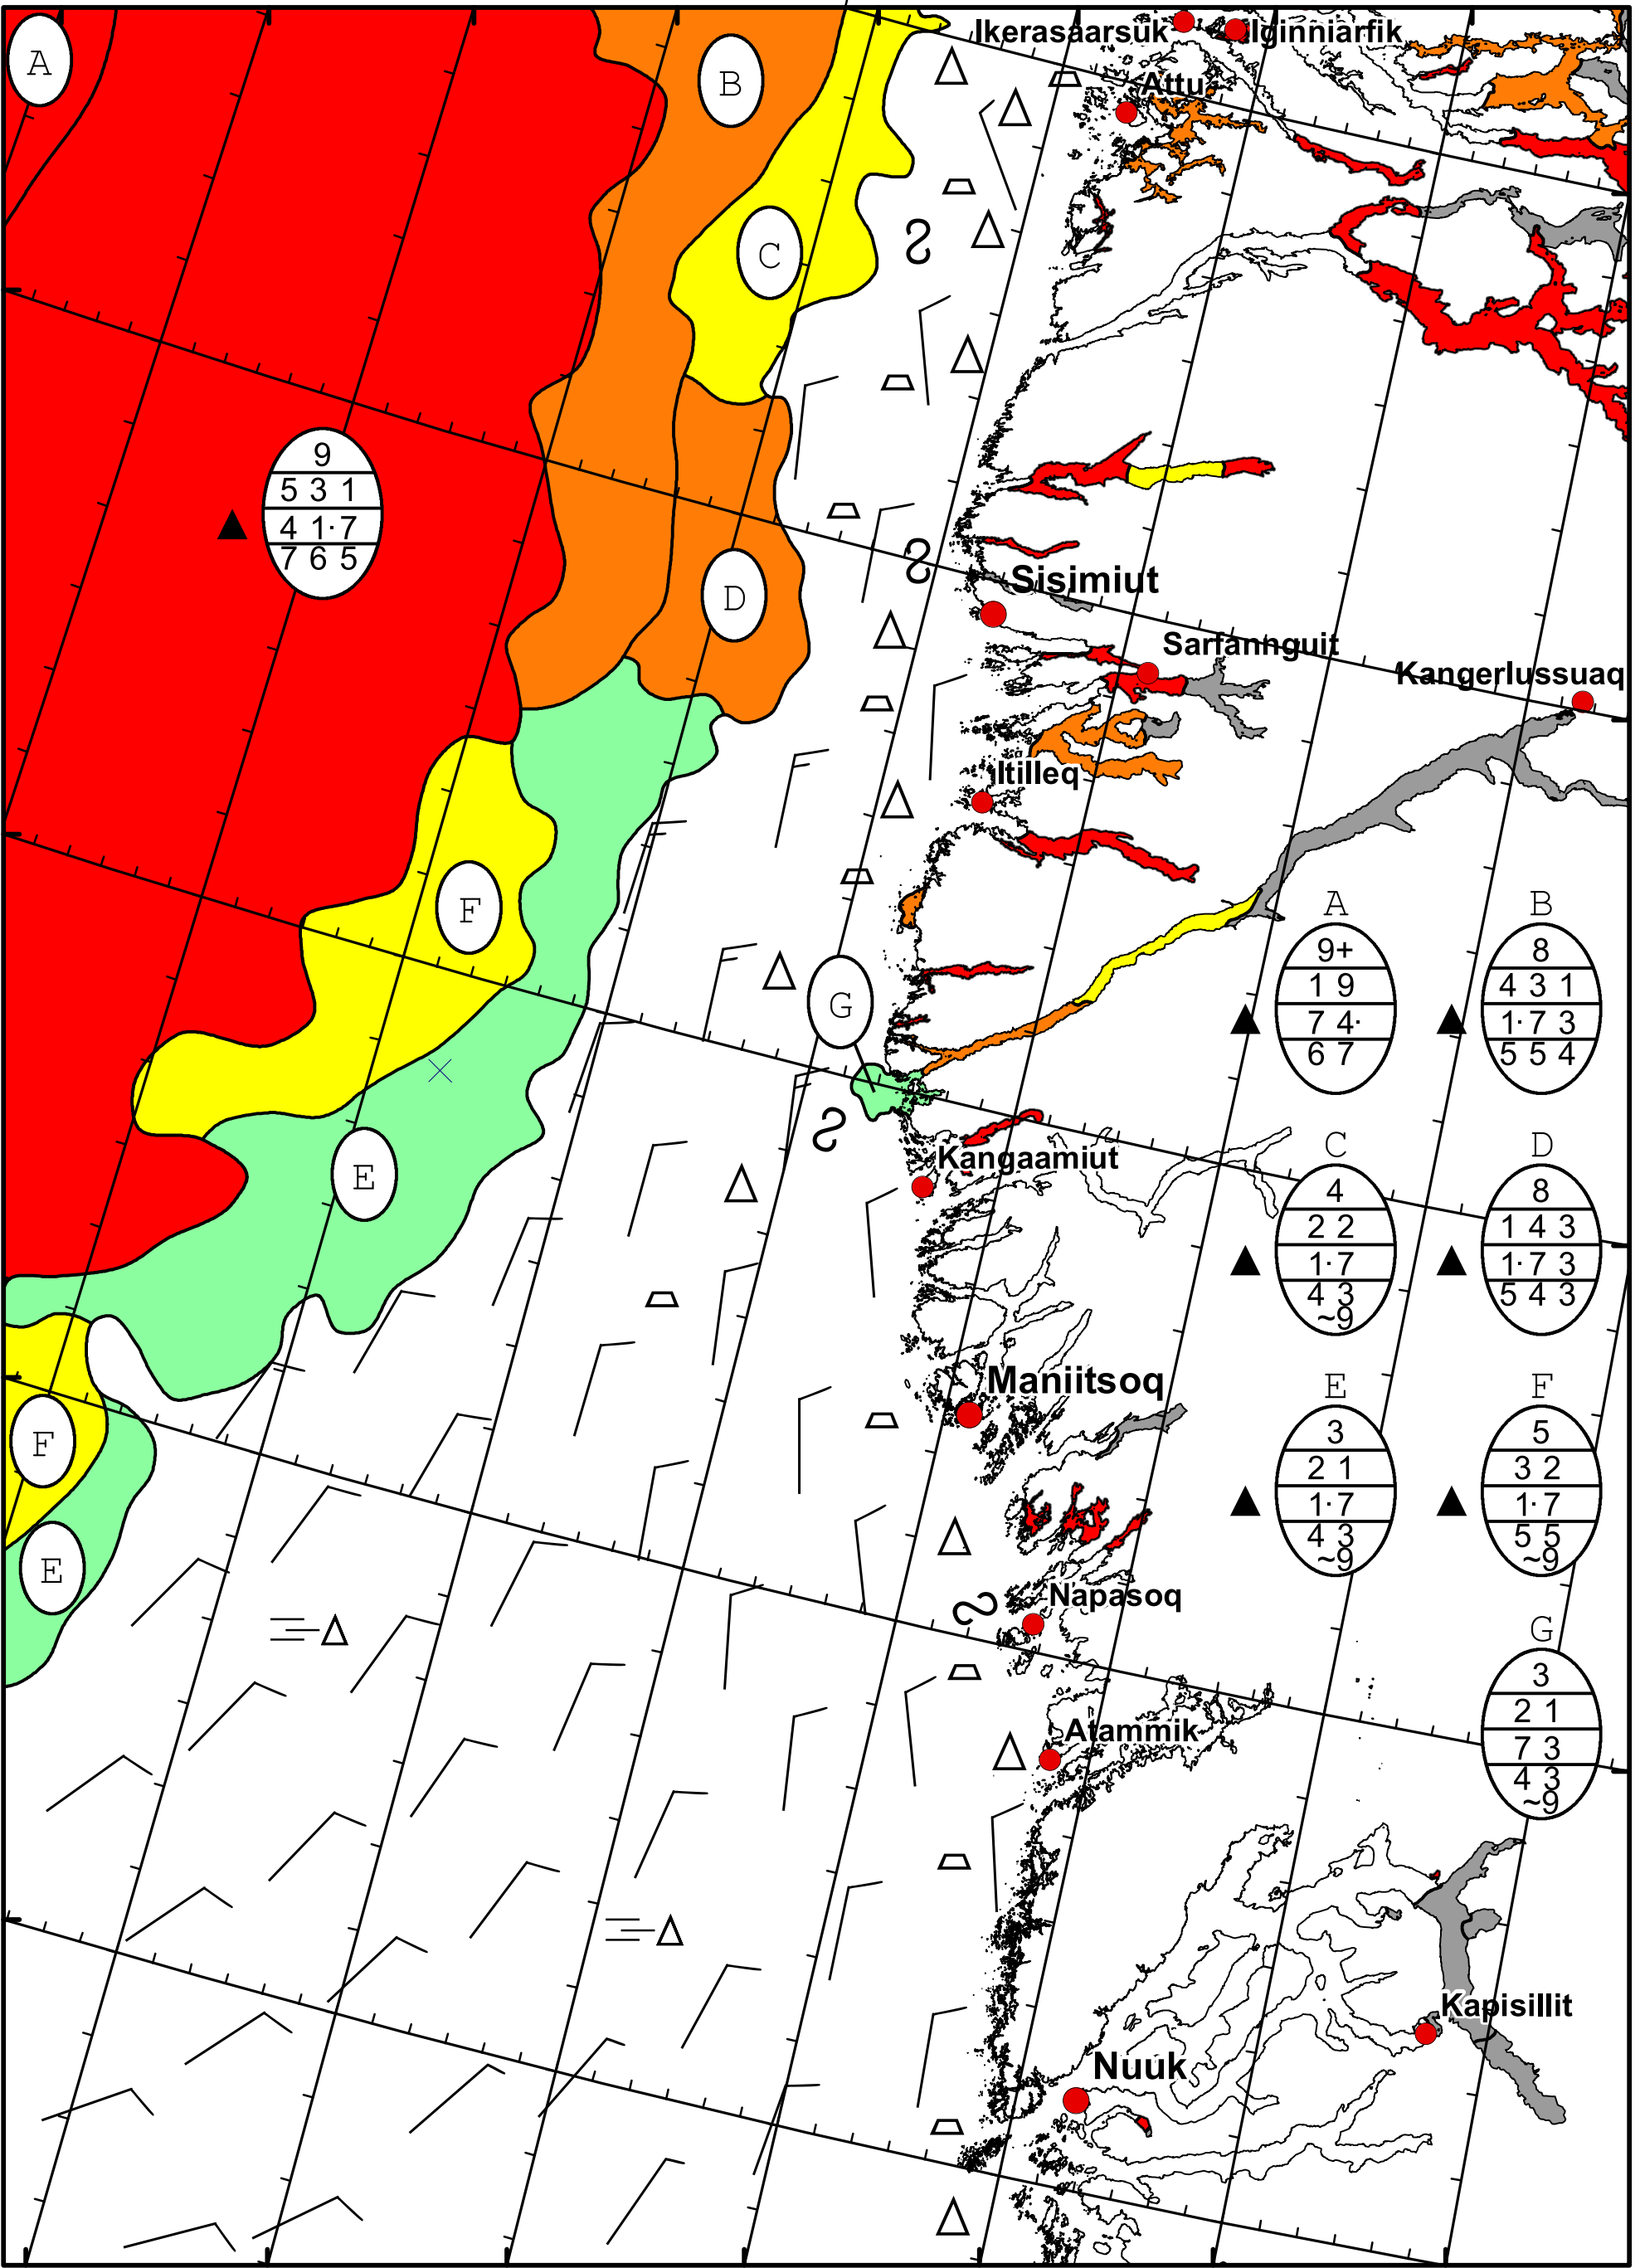 Ikerasaarsuk
Iginniarfik
A
B
Attu
C
9
5 3 1
4 1· 7
7 6 5
D
Sisimiut
Sarfannguit
Kangerlussuaq
Itilleq
F
G
A
9+
1 9
7 4·
6 7
B
8
4 3 1
1· 7 3
5 5 4
E
Kangaamiut
C
4
2 2
1· 7
4 3
~9
D
8
1 4 3
1· 7 3
5 4 3
Maniitsoq
F
E
3
2 1
1· 7
4 3
~9
F
5
3 2
1· 7
5 5
~9
E
Napasoq
G
3
2 1
7 3
4 3
~9
Atammik
Kapisillit
Nuuk